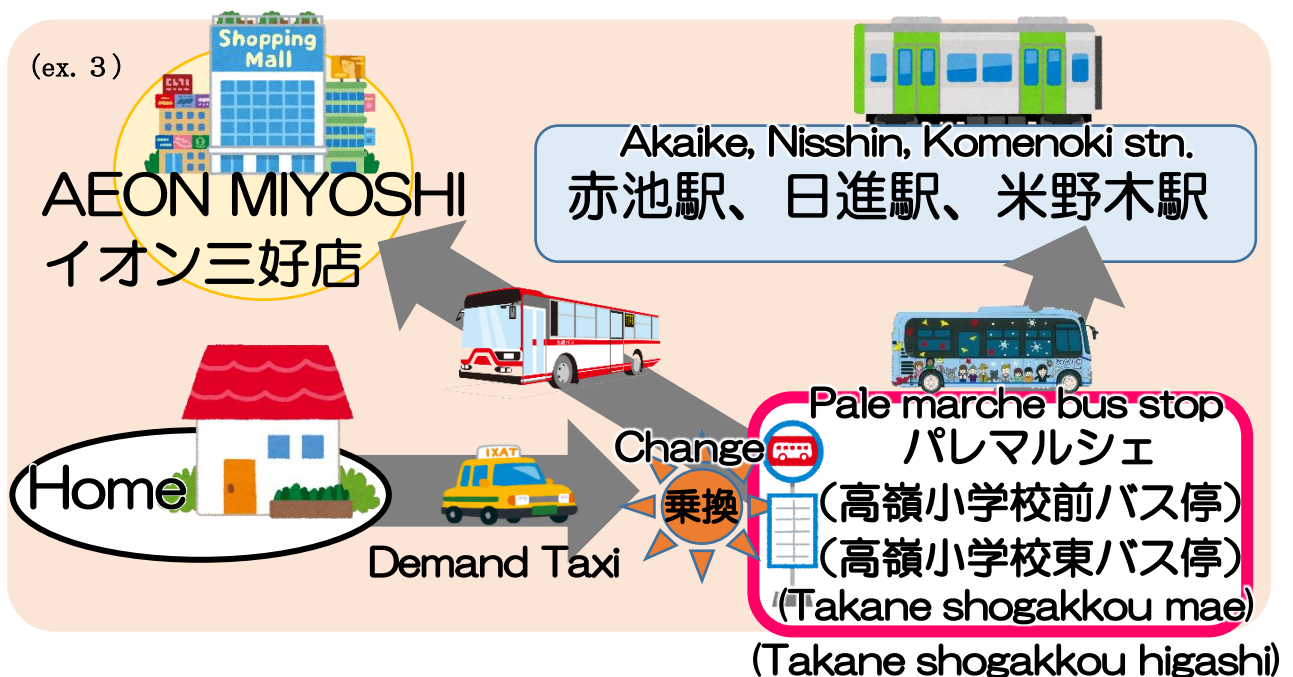 (ex. 3)
Shopping
Mall
AEON MIYOSHI
イオン三好店
Akaike, Nisshin, Komenoki stn.
赤池駅、日進駅、米野木駅
Home
TAXI
Demand Taxi
Change
乗換
Pale marche bus stop
パレマルシェ
(高嶺小学校前バス停)
(高嶺小学校東バス停)
(Takane shogakkou mae)
(Takane shogakkou higashi)